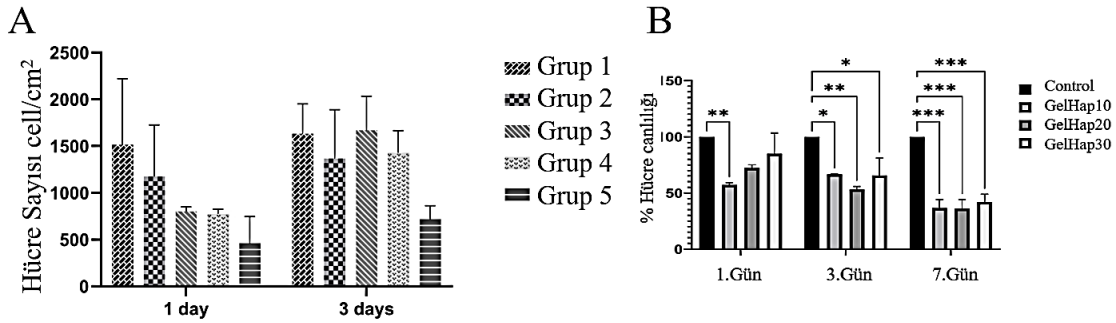 A
Hücre Sayısı cell/cm²
2500
2000
1500
1000
500
0
1 day
3 days
Grup 1
Grup 2
Grup 3
Grup 4
Grup 5
B
% Hücre canlılığı
150
100
50
0
**
*
**
*
***
***
***
1.Gün
3.Gün
7.Gün
Control
GelHap10
GelHap20
GelHap30